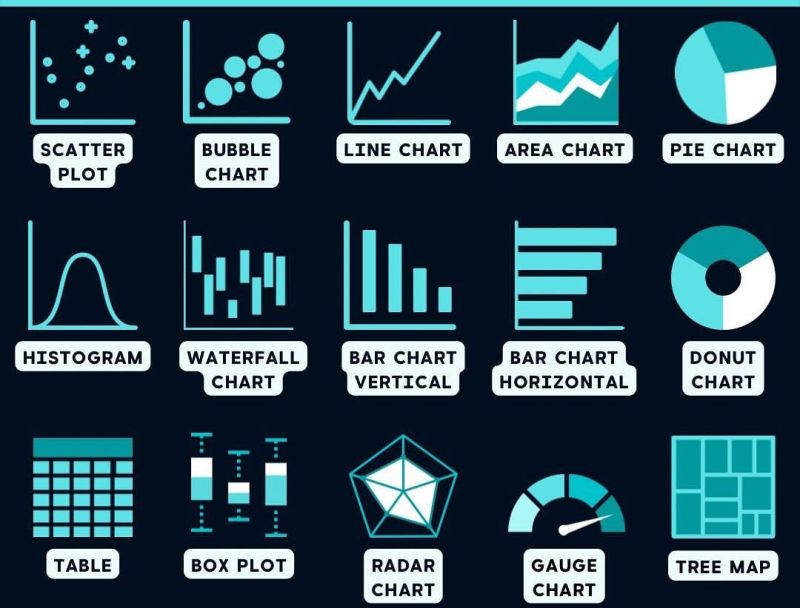 SCATTER
PLOT
BUBBLE
CHART
LINE CHART
AREA CHART
PIE CHART
HISTOGRAM
WATERFALL
CHART
BAR CHART
VERTICAL
BAR CHART
HORIZONTAL
DONUT
CHART
TABLE
BOX PLOT
RADAR
CHART
GAUGE
CHART
TREE MAP